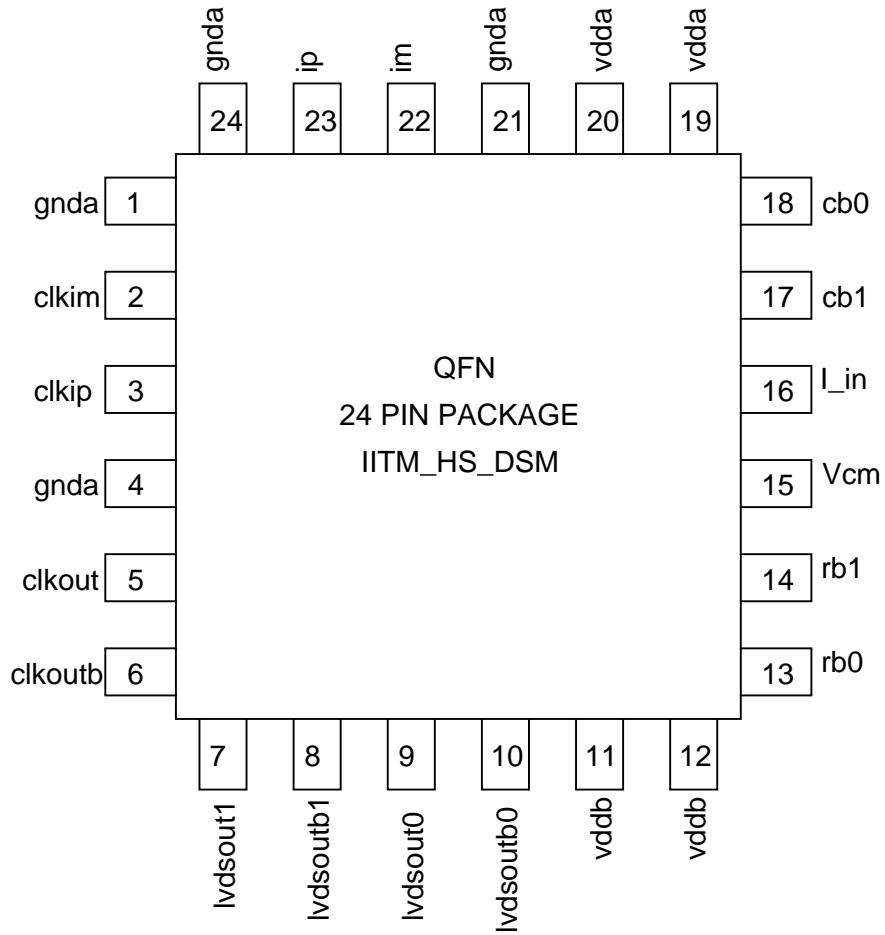 gnda
ip
im
gnda
vdda
vdda
24
23
22
21
20
19
gnda 1
clkim 2
clkip 3
gnda 4
clkout 5
clkoutb 6
QFN
24 PIN PACKAGE
IITM_HS_DSM
18 cb0
17 cb1
16 I_in
15 Vcm
14 rb1
13 rb0
7
8
9
10
11
12
lvdsout1
lvdsoutb1
lvdsout0
lvdsoutb0
vddb
vddb